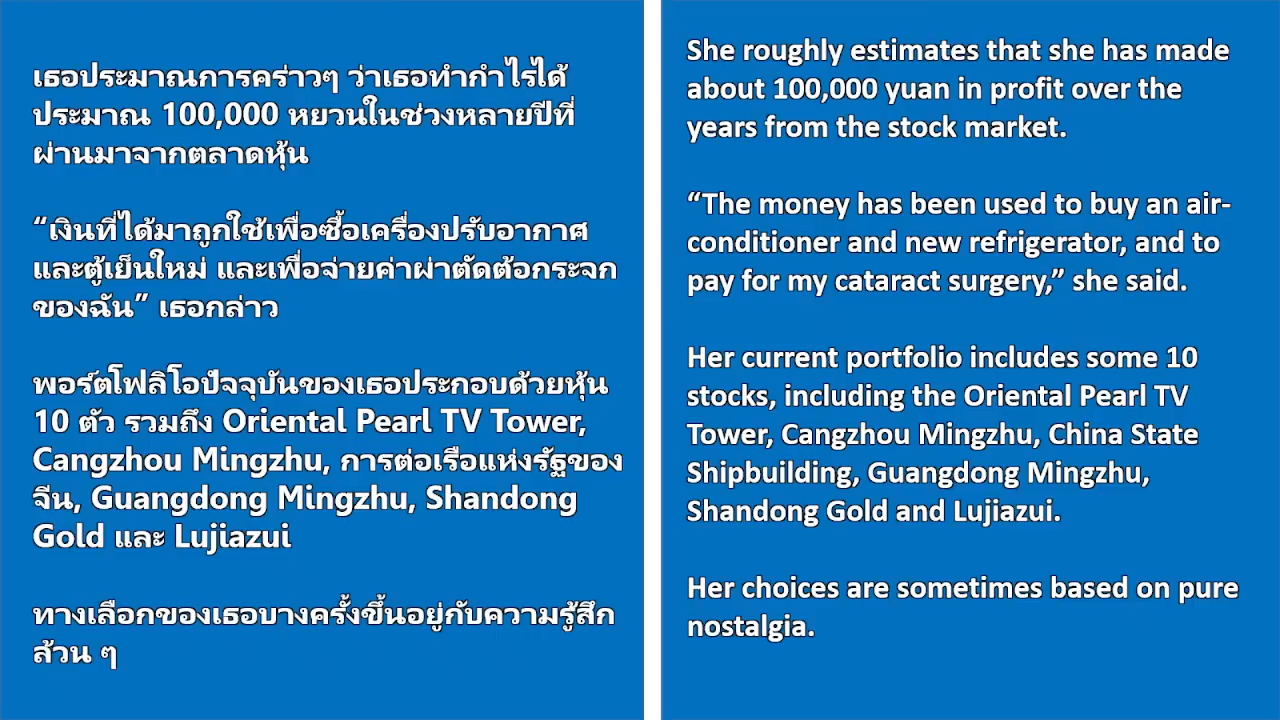 เธอประมาณการคร่าวๆ ว่าเธอทำกำไรได้
ประมาณ 100,000 หยวนในช่วงหลายปีที่
ผ่านมาจากตลาดหุ้น
“เงินที่ได้มาถูกใช้เพื่อซื้อเครื่องปรับอากาศ
และตู้เย็นใหม่ และเพื่อจ่ายค่าผ่าตัดต้อกระจก
ของฉัน” เธอกล่าว
พอร์ตโฟลิโอปัจจุบันของเธอประกอบด้วยหุ้น
10 ตัว รวมถึง Oriental Pearl TV Tower,
Cangzhou Mingzhu, การต่อเรือแห่งรัฐของ
จีน, Guangdong Mingzhu, Shandong
Gold และ Lujiazui
ทางเลือกของเธอบางครั้งขึ้นอยู่กับความรู้สึก
ล้วน ๆ
She roughly estimates that she has made
about 100,000 yuan in profit over the
years from the stock market.
“The money has been used to buy an air-
conditioner and new refrigerator, and to
pay for my cataract surgery,” she said.
Her current portfolio includes some 10
stocks, including the Oriental Pearl TV
Tower, Cangzhou Mingzhu, China State
Shipbuilding, Guangdong Mingzhu,
Shandong Gold and Lujiazui.
Her choices are sometimes based on pure
nostalgia.